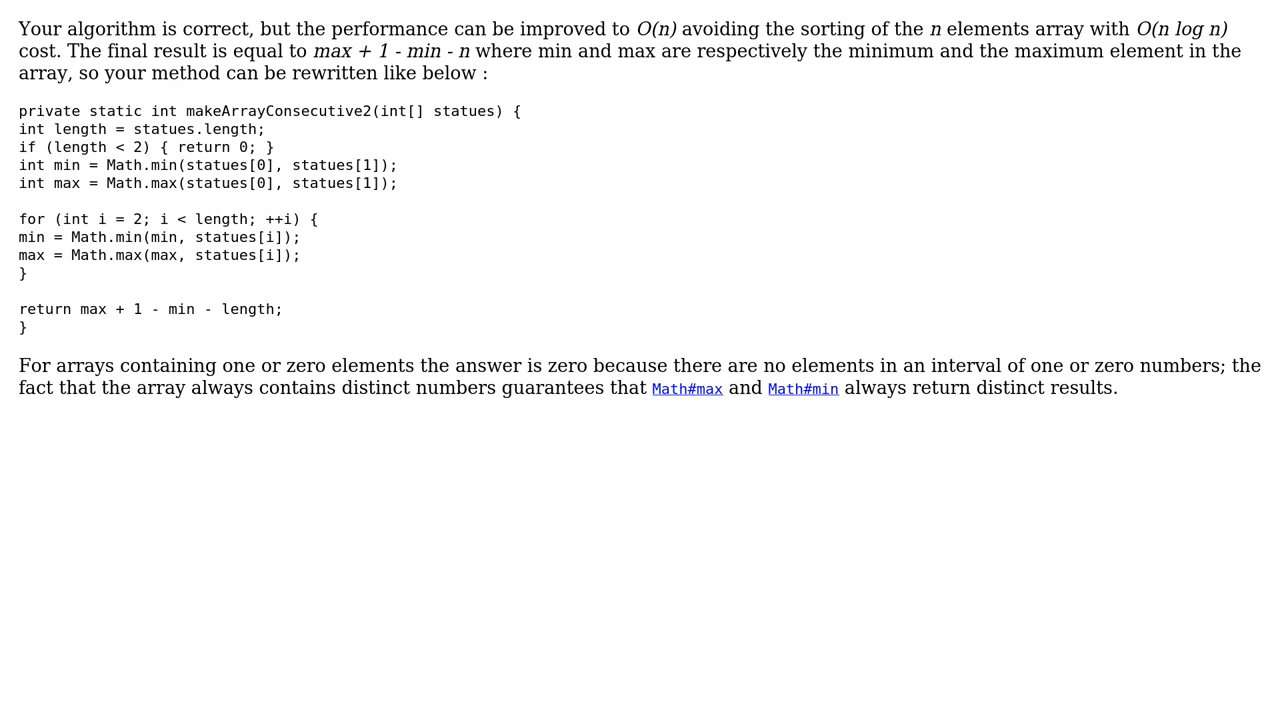 Your algorithm is correct, but the performance can be improved to O(n) avoiding the sorting of the n elements array with O(n log n)
cost. The final result is equal to max + 1 - min - n where min and max are respectively the minimum and the maximum element in the
array, so your method can be rewritten like below :
private static int makeArrayConsecutive2(int[] statues) {
int length = statues.length;
if (length < 2) { return 0; }
int min = Math.min(statues[0], statues[1]);
int max = Math.max(statues[0], statues[1]);
for (int i = 2; i < length; ++i) {
min = Math.min(min, statues[i]);
max = Math.max(max, statues[i]);
}
return max + 1 - min - length;
}
For arrays containing one or zero elements the answer is zero because there are no elements in an interval of one or zero numbers; the
fact that the array always contains distinct numbers guarantees that Math#max and Math#min always return distinct results.